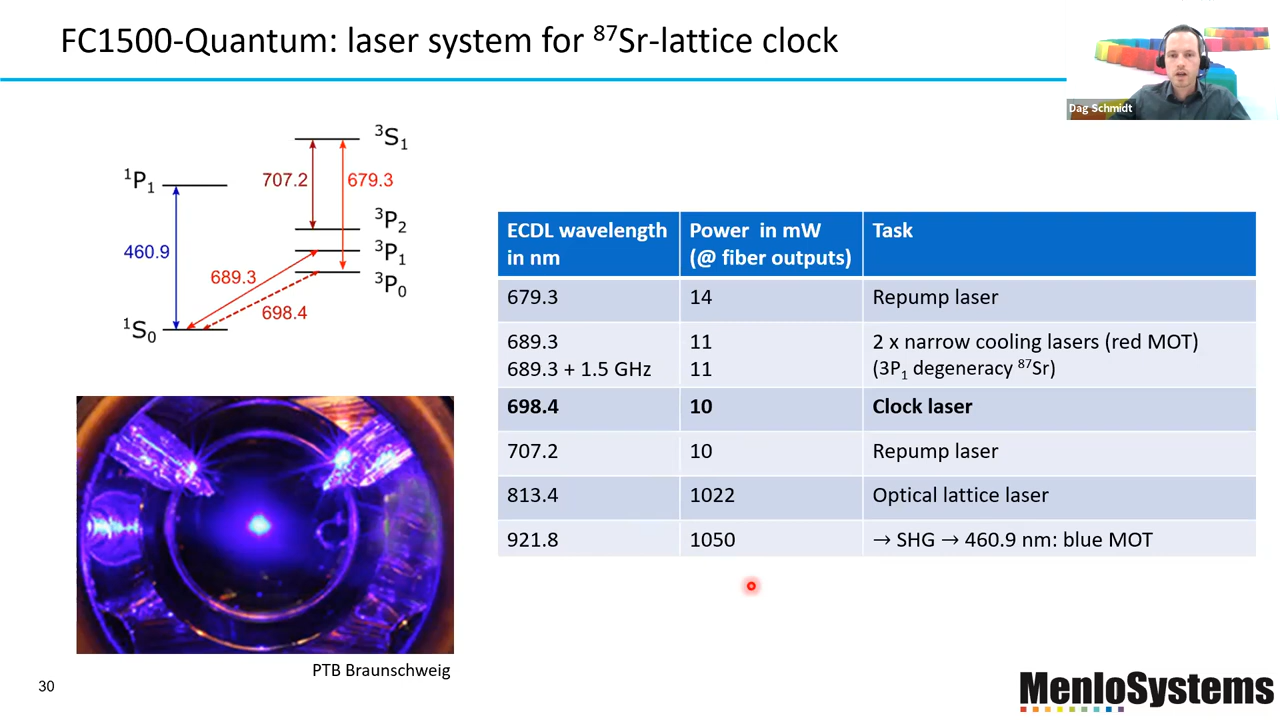 FC1500-Quantum: laser system for ⁸⁷Sr-lattice clock
Dag Schmidt
³S₁
¹P₁
707.2
679.3
³P₂
460.9
³P₁
689.3
³P₀
698.4
¹S₀
ECDL wavelength in nm
Power in mW (@ fiber outputs)
Task
679.3
14
Repump laser
689.3
11
2 x narrow cooling lasers (red MOT)
689.3 + 1.5 GHz
11
(3P₁ degeneracy ⁸⁷Sr)
698.4
10
Clock laser
707.2
10
Repump laser
813.4
1022
Optical lattice laser
921.8
1050
→ SHG → 460.9 nm: blue MOT
PTB Braunschweig
30
MenloSystems